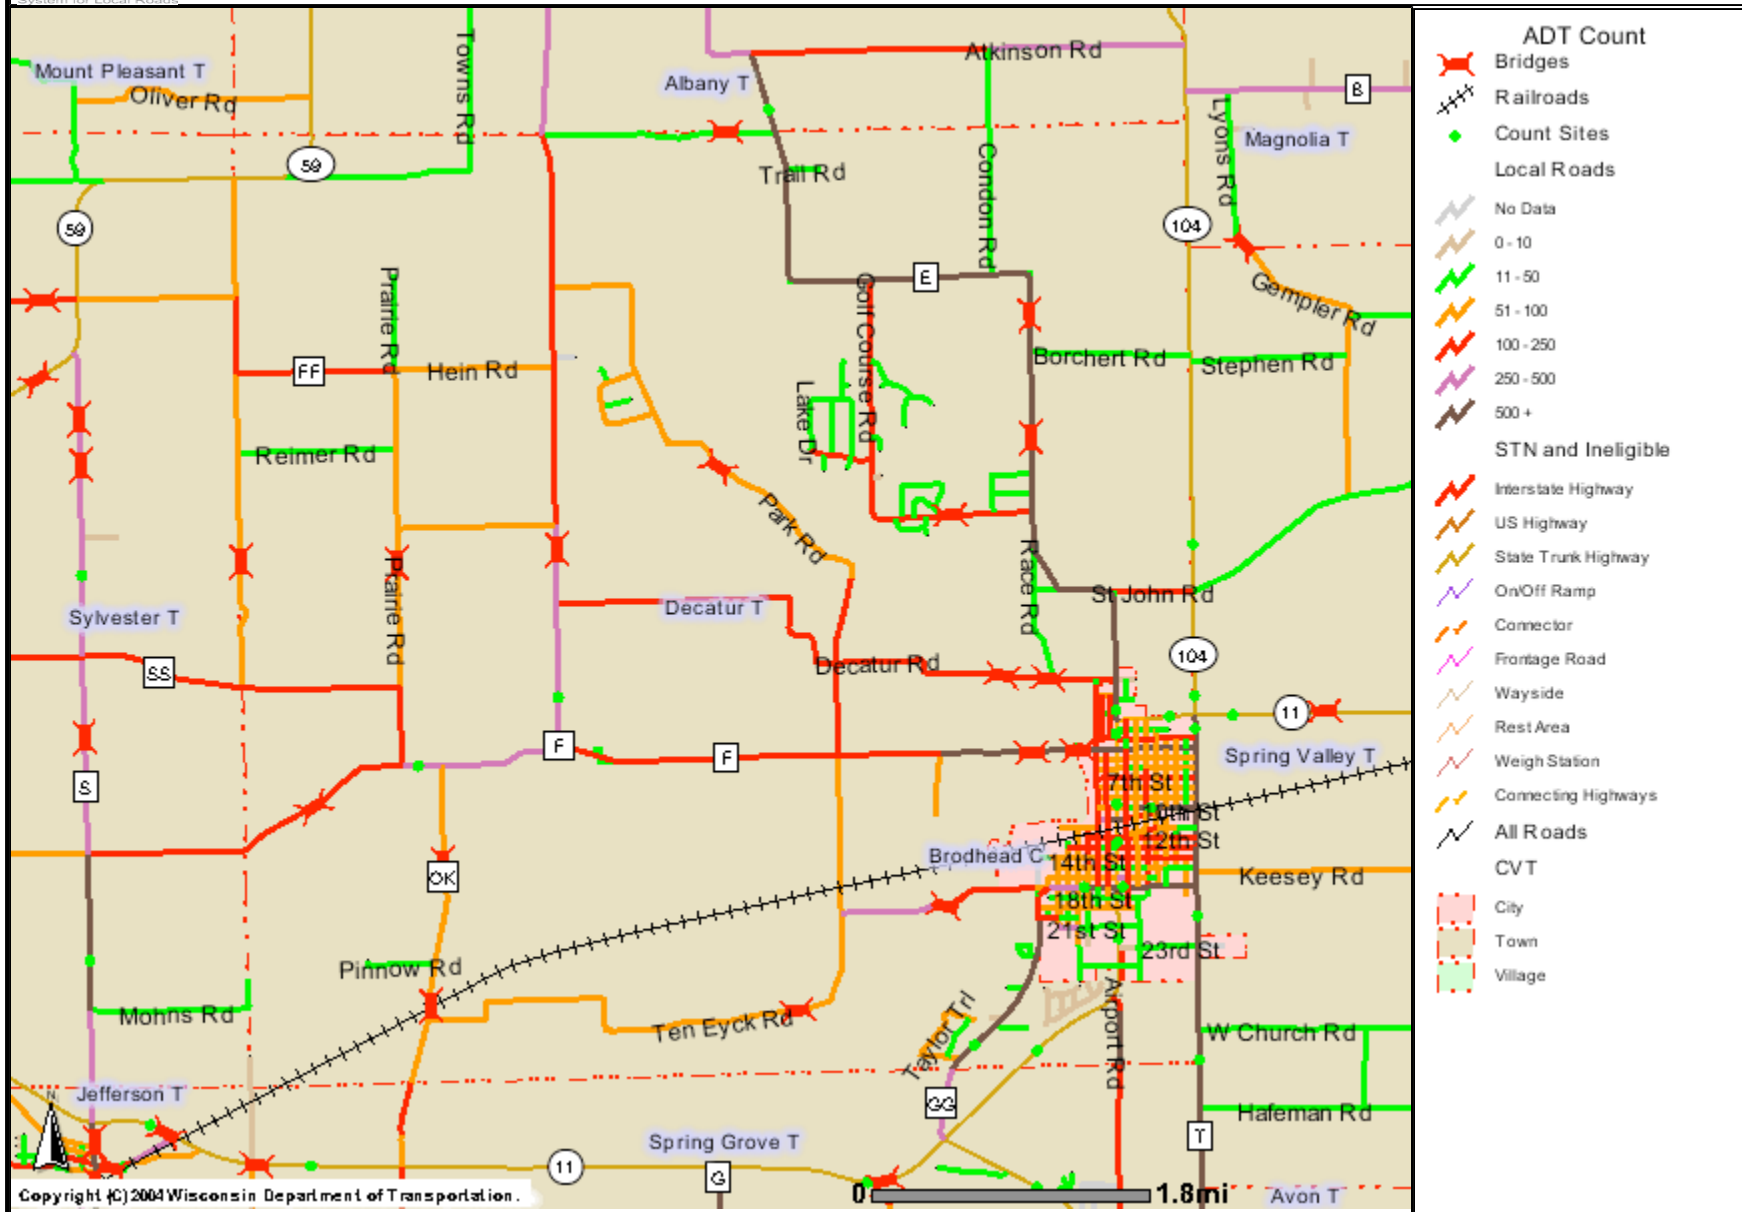 System for Local Roads
Mount Pleasant T
Oliver Rd
Towns Rd
Albany T
Atkinson Rd
B
Lyons Rd
Magnolia T
59
Trail Rd
Condon Rd
59
104
Prairie Rd
Golf Course Rd
E
Gempler Rd
FF
Hein Rd
Borchert Rd
Stephen Rd
Lake Dr
Reimer Rd
Park Rd
Prairie Rd
Race Rd
Sylvester T
Decatur T
St John Rd
SS
Decatur Rd
104
11
F
F
Spring Valley T
S
7th St
10th St
12th St
Brodhead C
14th St
OK
Keesey Rd
18th St
21st St
23rd St
Pinnow Rd
Mohns Rd
Ten Eyck Rd
Taylor Trl
Airport Rd
W Church Rd
Jefferson T
N
GG
Hafeman Rd
Spring Grove T
T
11
G
Copyright (C) 2004 Wisconsin Department of Transportation.
0
1.8mi
Avon T
ADT Count
Bridges
Railroads
Count Sites
Local Roads
No Data
0 - 10
11 - 50
51 - 100
100 - 250
250 - 500
500 +
STN and Ineligible
Interstate Highway
US Highway
State Trunk Highway
On/Off Ramp
Connector
Frontage Road
Wayside
Rest Area
Weigh Station
Connecting Highways
All Roads
CVT
City
Town
Village